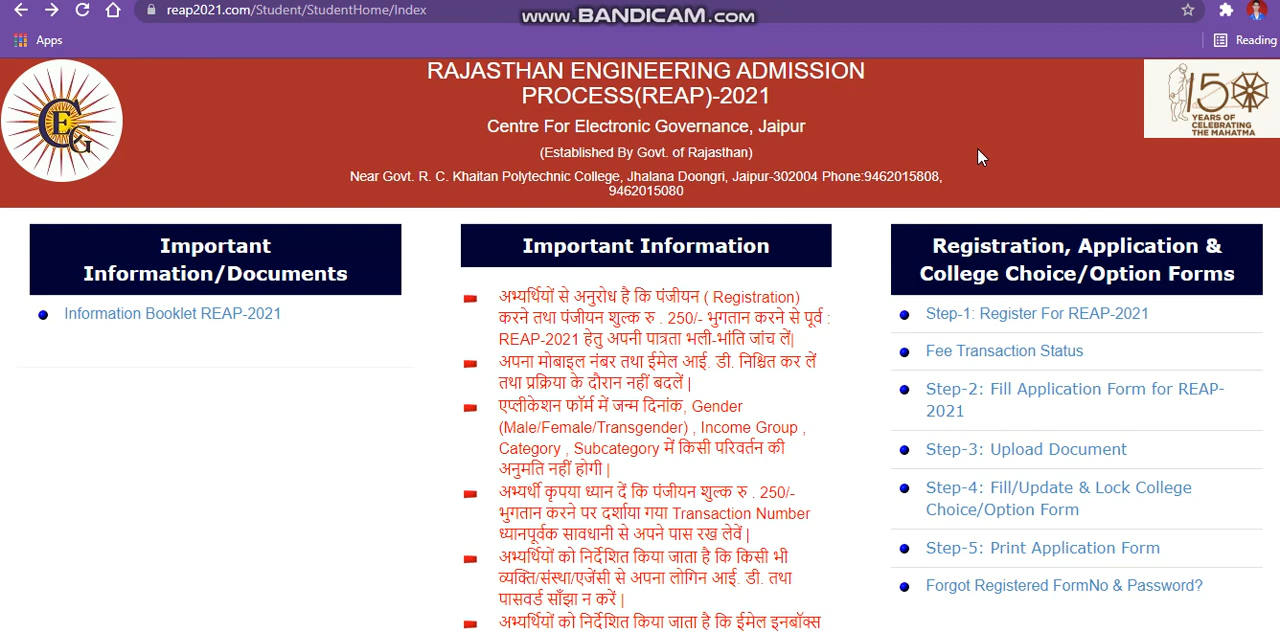 reap2021.com/Student/StudentHome/Index
www.BANDICAM.com
Apps
Reading
RAJASTHAN ENGINEERING ADMISSION
PROCESS(REAP)-2021
Centre For Electronic Governance, Jaipur
(Established By Govt. of Rajasthan)
Near Govt. R. C. Khaitan Polytechnic College, Jhalana Doongri, Jaipur-302004 Phone:9462015808,
9462015080
CEG
150
YEARS OF
CELEBRATING
THE MAHATMA
Important
Information/Documents
Information Booklet REAP-2021
Important Information
अभ्यर्थियों से अनुरोध है कि पंजीयन ( Registration)
करने तथा पंजीयन शुल्क रु . 250/- भुगतान करने से पूर्व :
REAP-2021 हेतु अपनी पात्रता भली-भांति जांच लें|
अपना मोबाइल नंबर तथा ईमेल आई. डी. निश्चित कर लें
तथा प्रक्रिया के दौरान नहीं बदलें |
एप्लीकेशन फॉर्म में जन्म दिनांक, Gender
(Male/Female/Transgender) , Income Group ,
Category , Subcategory में किसी परिवर्तन की
अनुमति नहीं होगी |
अभ्यर्थी कृपया ध्यान दें कि पंजीयन शुल्क रु . 250/-
भुगतान करने पर दर्शाया गया Transaction Number
ध्यानपूर्वक सावधानी से अपने पास रख लेवें |
अभ्यर्थियों को निर्देशित किया जाता है कि किसी भी
व्यक्ति/संस्था/एजेंसी से अपना लोगिन आई. डी. तथा
पासवर्ड साँझा न करें |
अभ्यर्थियों को निर्देशित किया जाता है कि ईमेल इनबॉक्स
Registration, Application &
College Choice/Option Forms
Step-1: Register For REAP-2021
Fee Transaction Status
Step-2: Fill Application Form for REAP-
2021
Step-3: Upload Document
Step-4: Fill/Update & Lock College
Choice/Option Form
Step-5: Print Application Form
Forgot Registered FormNo & Password?